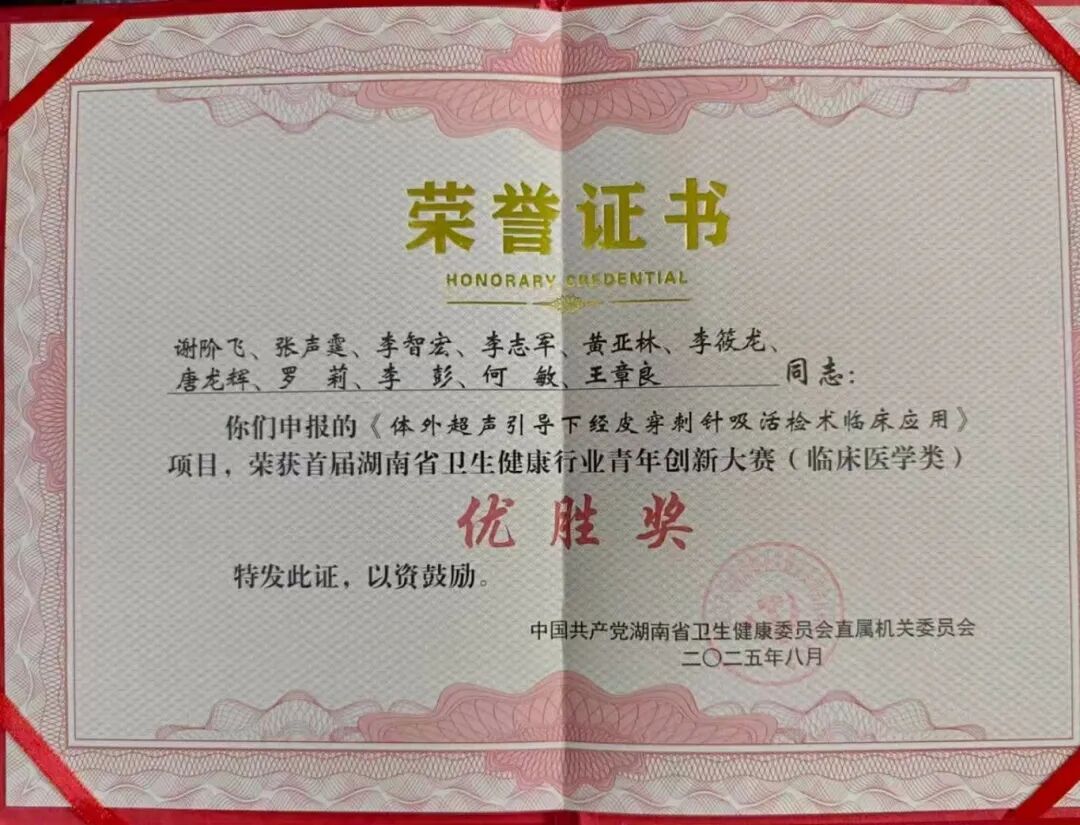 荣誉证书
HONORARY CREDENTIAL
谢阶飞、张声霆、李智宏、李志军、黄亚林、李筱龙、
唐龙辉、罗 莉、李 彭、何 敏、王章良 同志：
你们申报的《体外超声引导下经皮穿刺针吸活检术临床应用》
项目，荣获首届湖南省卫生健康行业青年创新大赛（临床医学类）
优胜奖
特发此证，以资鼓励。
中国共产党湖南省卫生健康委员会直属机关委员会
二〇二五年八月